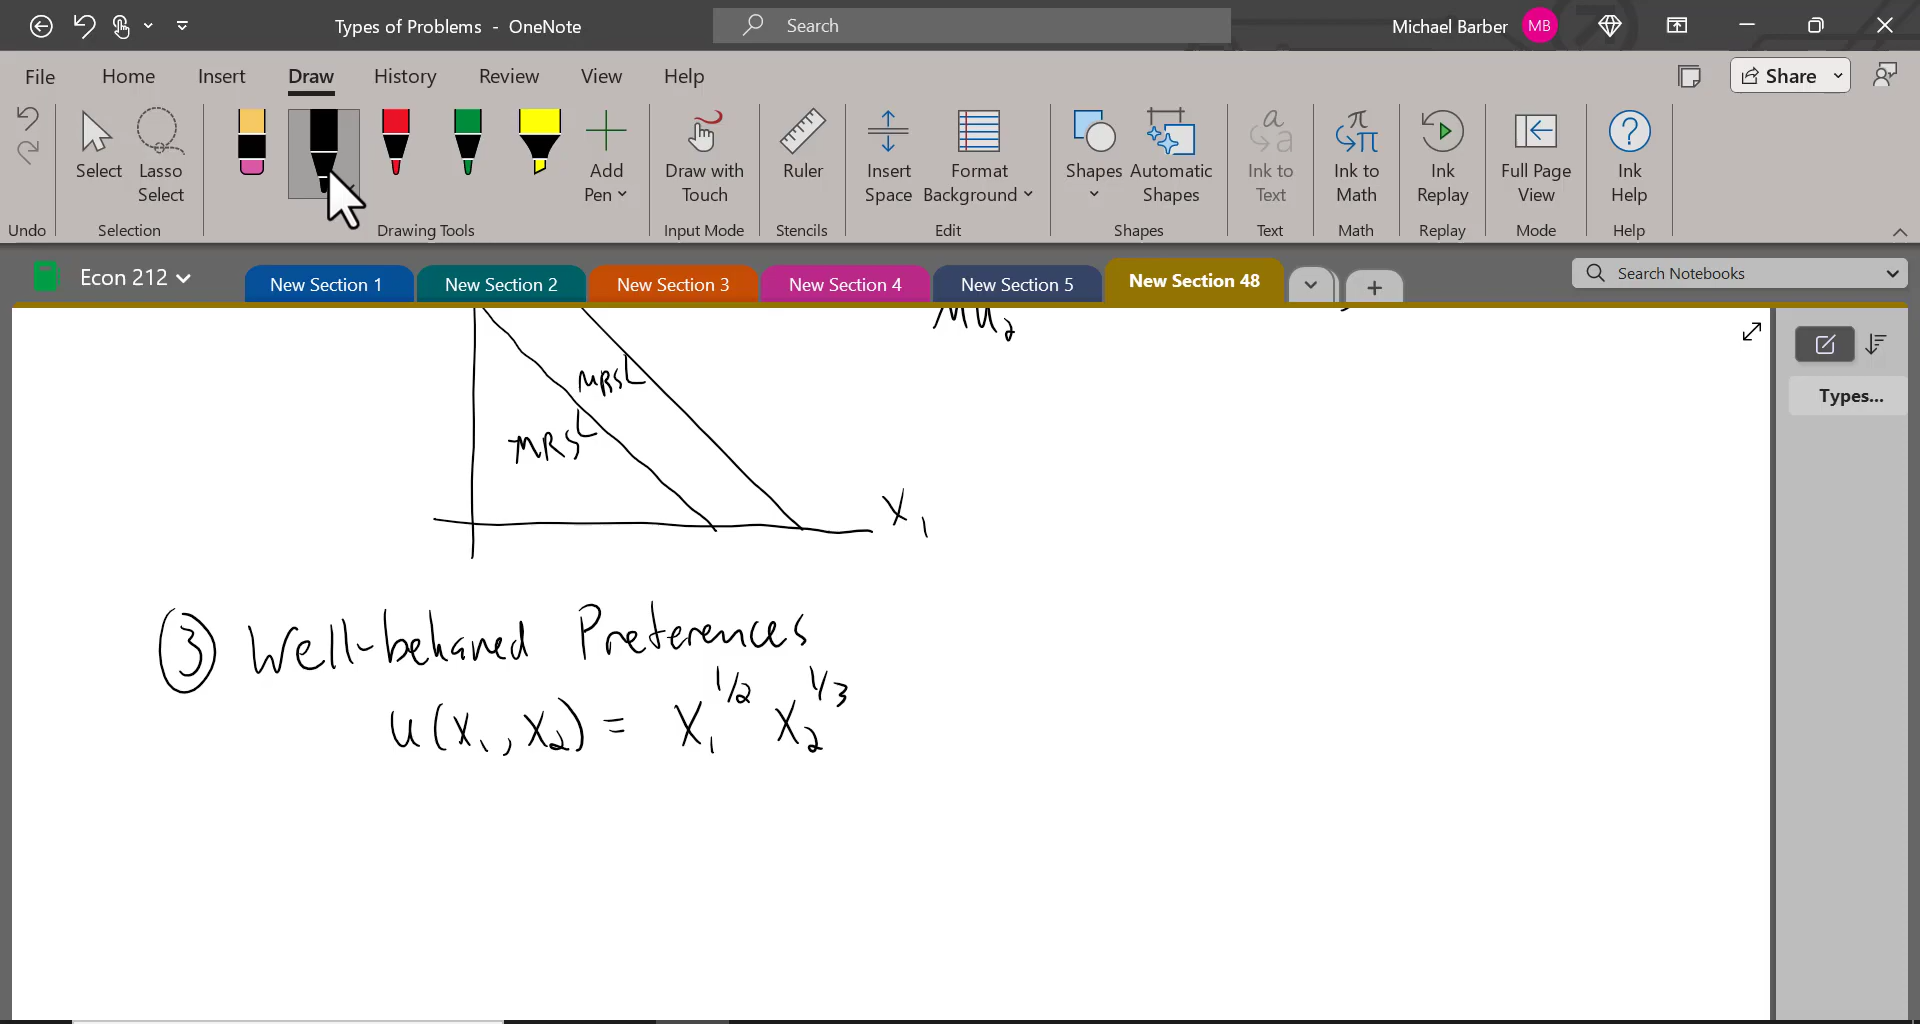 Types of Problems - OneNote
Search
Michael Barber MB
File Home Insert Draw History Review View Help
Share
Select
Lasso Select
Add Pen
Draw with Touch
Ruler
Insert Space
Format Background
Shapes
Automatic Shapes
Ink to Text
Ink to Math
Ink Replay
Full Page View
Ink Help
Undo Selection Drawing Tools Input Mode Stencils Edit Shapes Text Math Replay Mode Help
Econ 212 New Section 1 New Section 2 New Section 3 New Section 4 New Section 5 New Section 48
Search Notebooks
Types...
MU₂
MRS
MRS
X₁
③ Well-behaved Preferences
u(x₁, x₂) = X₁^1/2 X₂^1/3